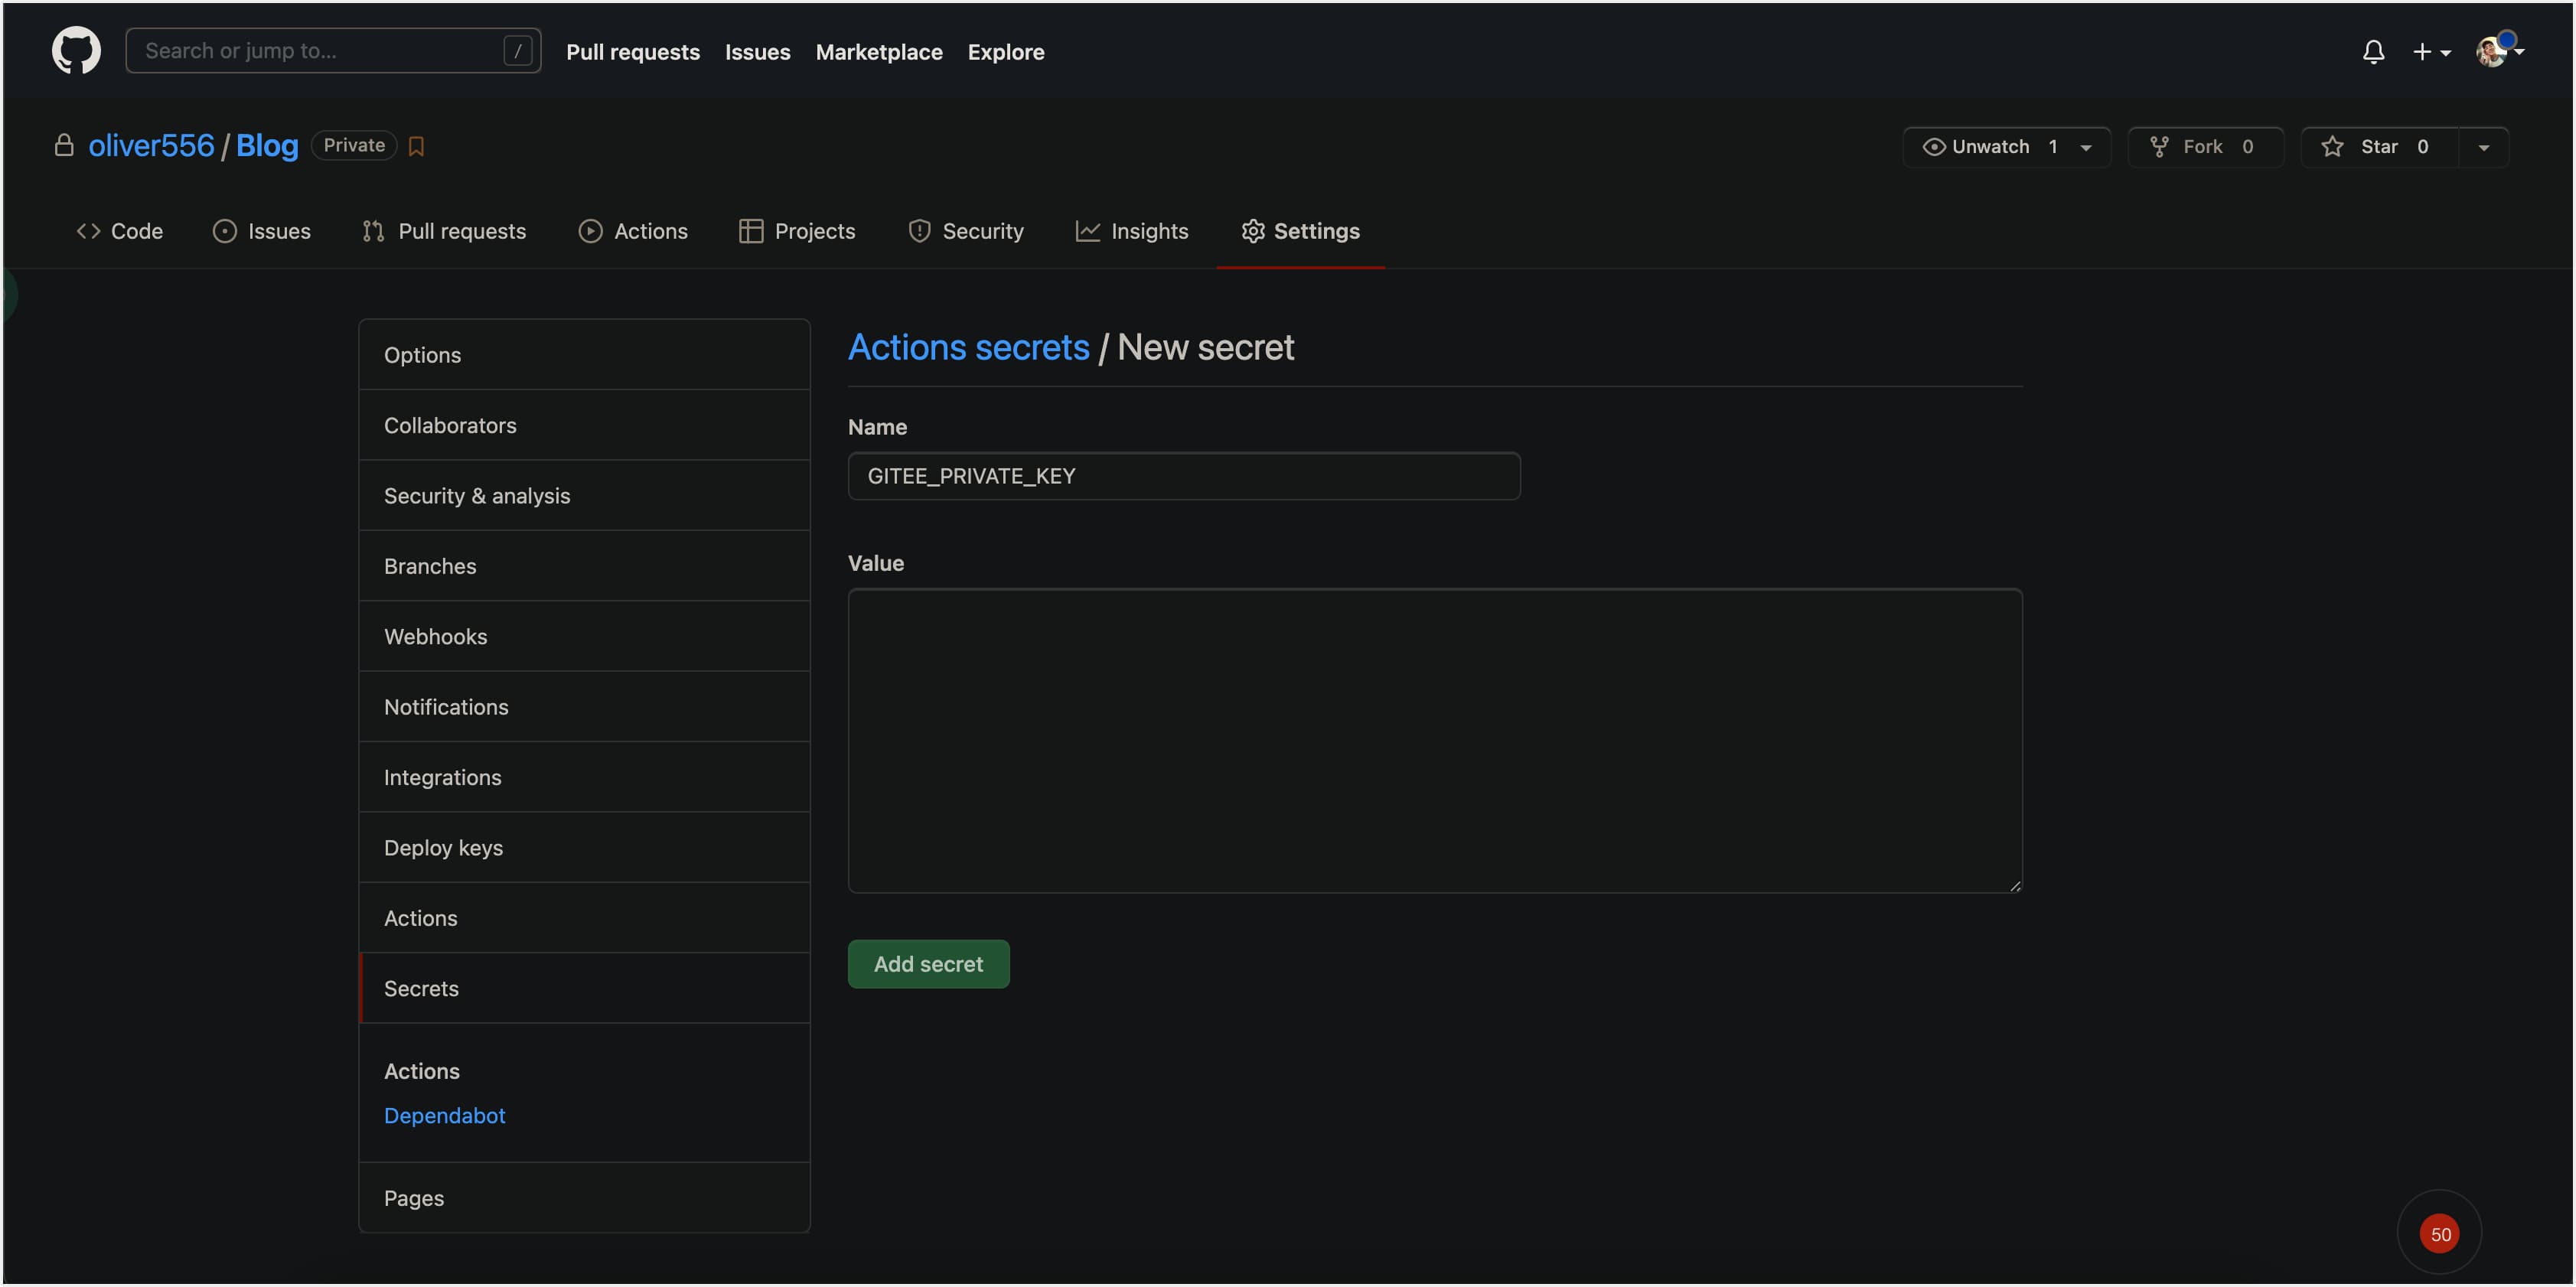 Search or jump to... /
Pull requests Issues Marketplace Explore
oliver556 / Blog Private
Unwatch 1 Fork 0 Star 0
Code Issues Pull requests Actions Projects Security Insights Settings
Options
Collaborators
Security & analysis
Branches
Webhooks
Notifications
Integrations
Deploy keys
Actions
Secrets
Actions
Dependabot
Pages
Actions secrets / New secret
Name
GITEE_PRIVATE_KEY
Value
Add secret
50